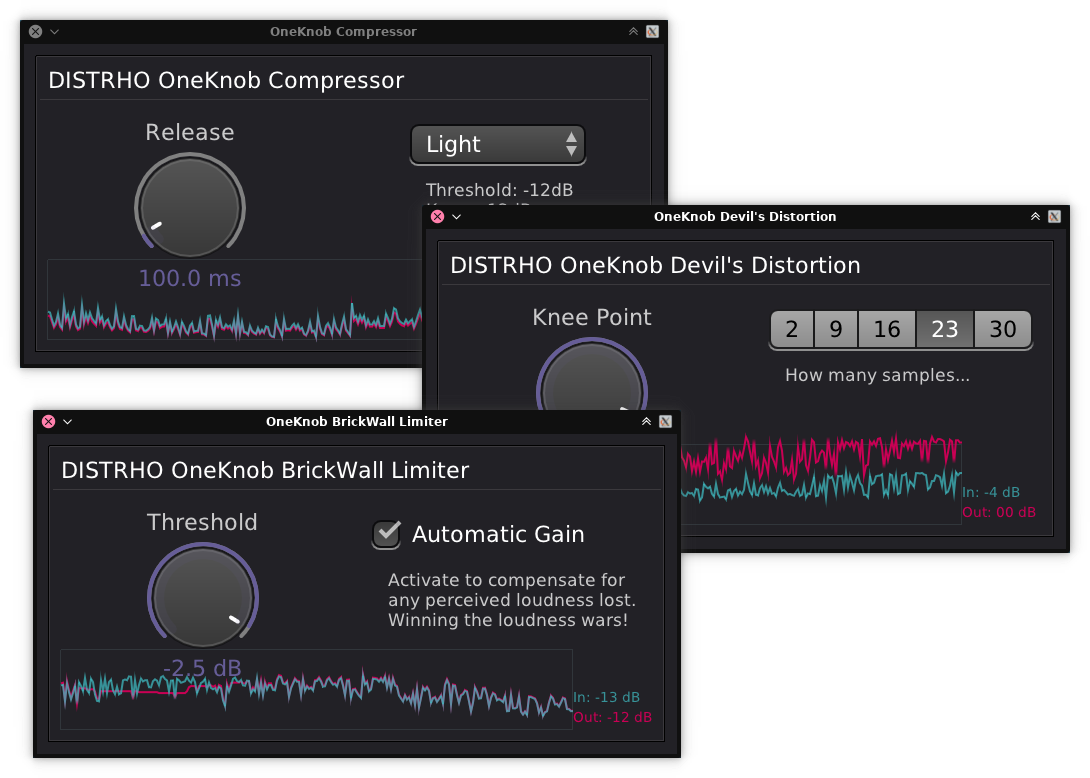 OneKnob Compressor
DISTRHO OneKnob Compressor
Release
Light
Threshold: -12dB
100.0 ms
OneKnob Devil's Distortion
DISTRHO OneKnob Devil's Distortion
Knee Point
2 9 16 23 30
How many samples...
In: -4 dB
Out: 00 dB
OneKnob BrickWall Limiter
DISTRHO OneKnob BrickWall Limiter
Threshold
Automatic Gain
Activate to compensate for
any perceived loudness lost.
Winning the loudness wars!
-2.5 dB
In: -13 dB
Out: -12 dB